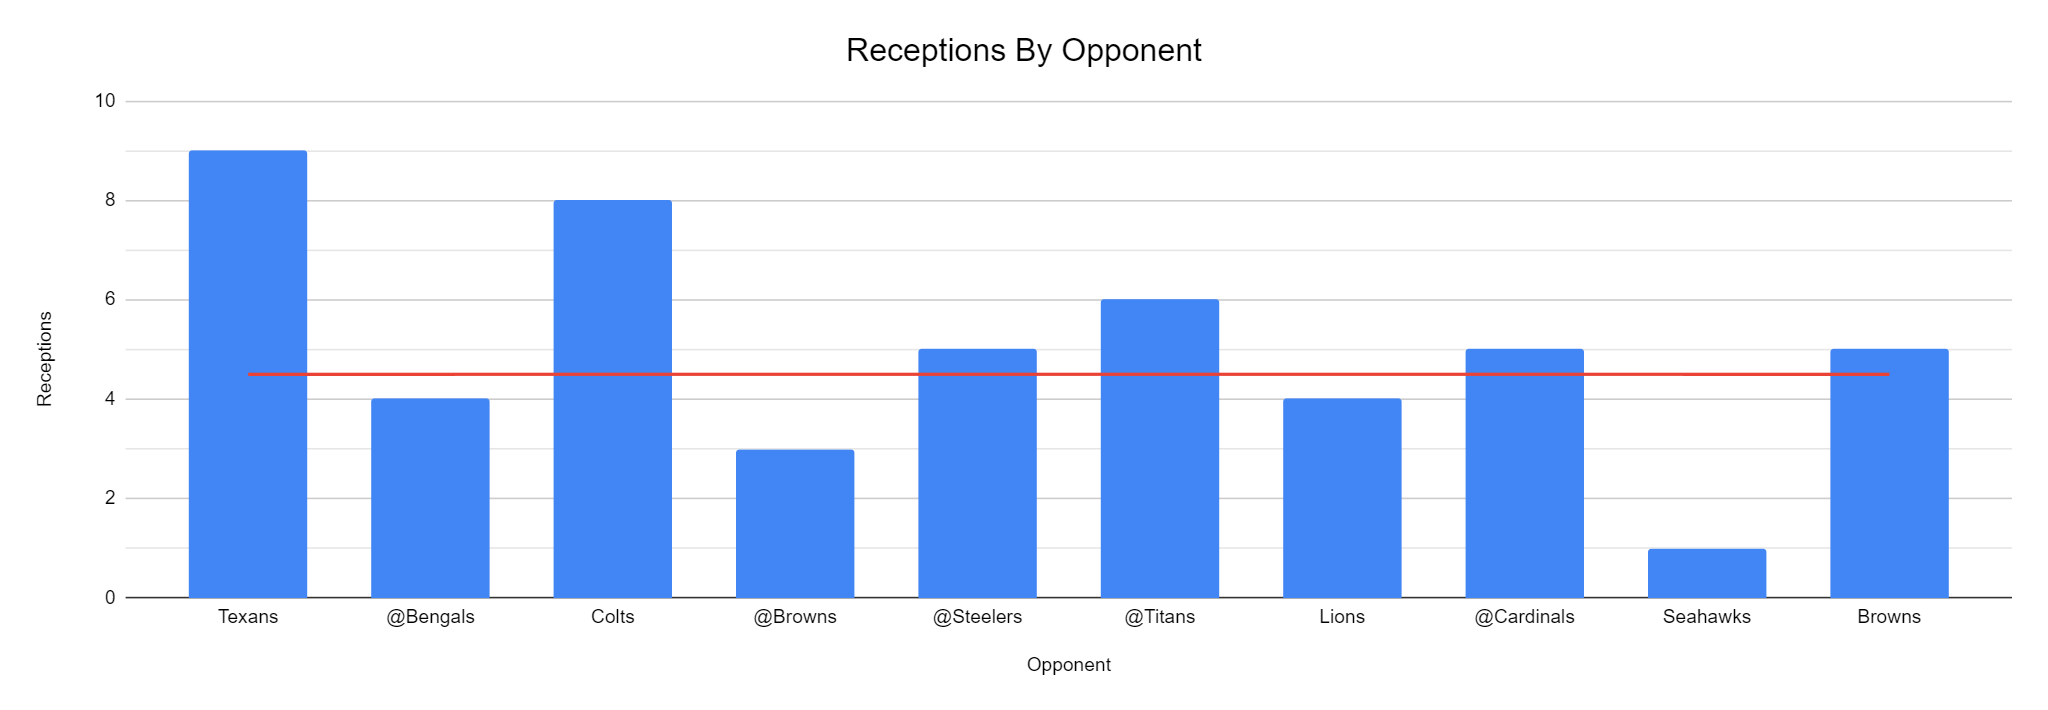 Receptions By Opponent
10
8
6
4
2
0
Receptions
Texans @Bengals Colts @Browns @Steelers @Titans Lions @Cardinals Seahawks Browns
Opponent